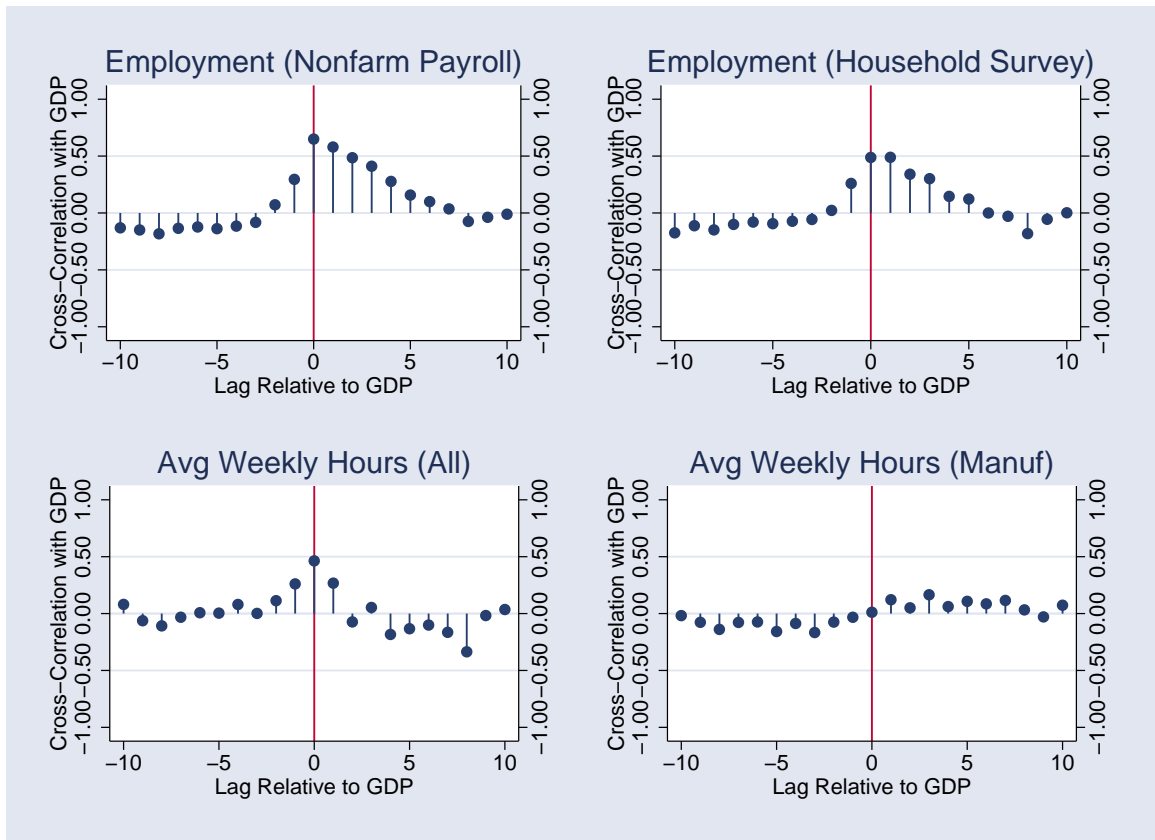 Employment (Nonfarm Payroll)
Cross−Correlation with GDP
−1.00 −0.50 0.00 0.50 1.00
−1.00 −0.50 0.00 0.50 1.00
−10 −5 0 5 10
Lag Relative to GDP
Employment (Household Survey)
Cross−Correlation with GDP
−1.00 −0.50 0.00 0.50 1.00
−1.00 −0.50 0.00 0.50 1.00
−10 −5 0 5 10
Lag Relative to GDP
Avg Weekly Hours (All)
Cross−Correlation with GDP
−1.00 −0.50 0.00 0.50 1.00
−1.00 −0.50 0.00 0.50 1.00
−10 −5 0 5 10
Lag Relative to GDP
Avg Weekly Hours (Manuf)
Cross−Correlation with GDP
−1.00 −0.50 0.00 0.50 1.00
−1.00 −0.50 0.00 0.50 1.00
−10 −5 0 5 10
Lag Relative to GDP